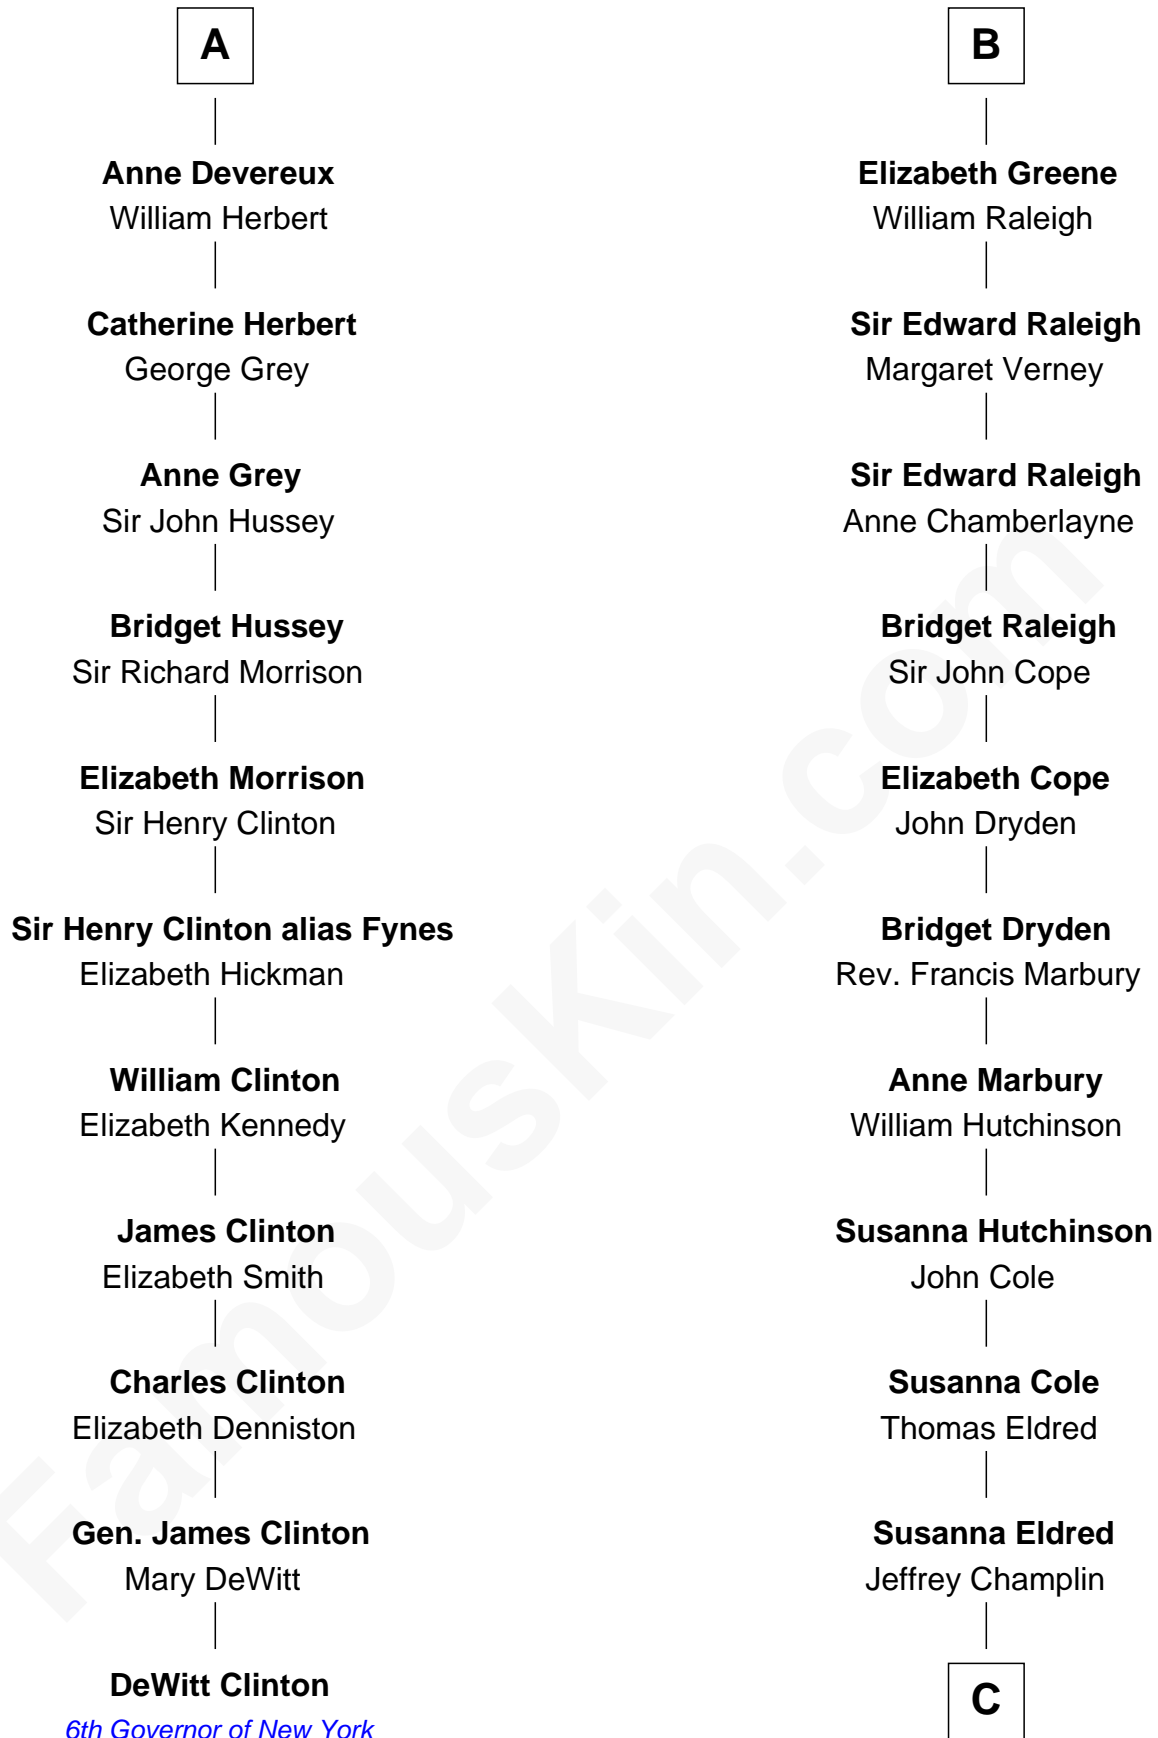 A
Anne Devereux
William Herbert
Catherine Herbert
George Grey
Anne Grey
Sir John Hussey
Bridget Hussey
Sir Richard Morrison
Elizabeth Morrison
Sir Henry Clinton
Sir Henry Clinton alias Fynes
Elizabeth Hickman
William Clinton
Elizabeth Kennedy
James Clinton
Elizabeth Smith
Charles Clinton
Elizabeth Denniston
Gen. James Clinton
Mary DeWitt
DeWitt Clinton
6th Governor of New York
B
Elizabeth Greene
William Raleigh
Sir Edward Raleigh
Margaret Verney
Sir Edward Raleigh
Anne Chamberlayne
Bridget Raleigh
Sir John Cope
Elizabeth Cope
John Dryden
Bridget Dryden
Rev. Francis Marbury
Anne Marbury
William Hutchinson
Susanna Hutchinson
John Cole
Susanna Cole
Thomas Eldred
Susanna Eldred
Jeffrey Champlin
C
FamousKin.com